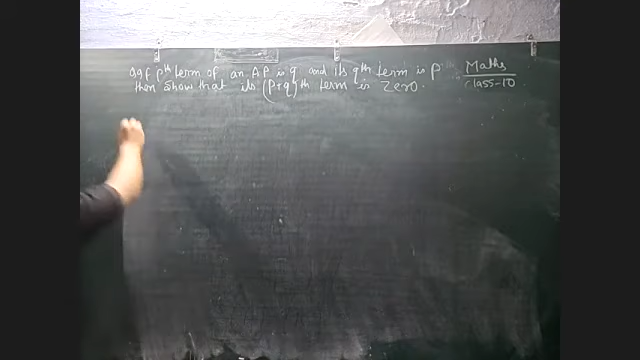 If pth term of an A.P is q and its qth term is P
then show that its (P+q)th term is zero.
Maths
class-10